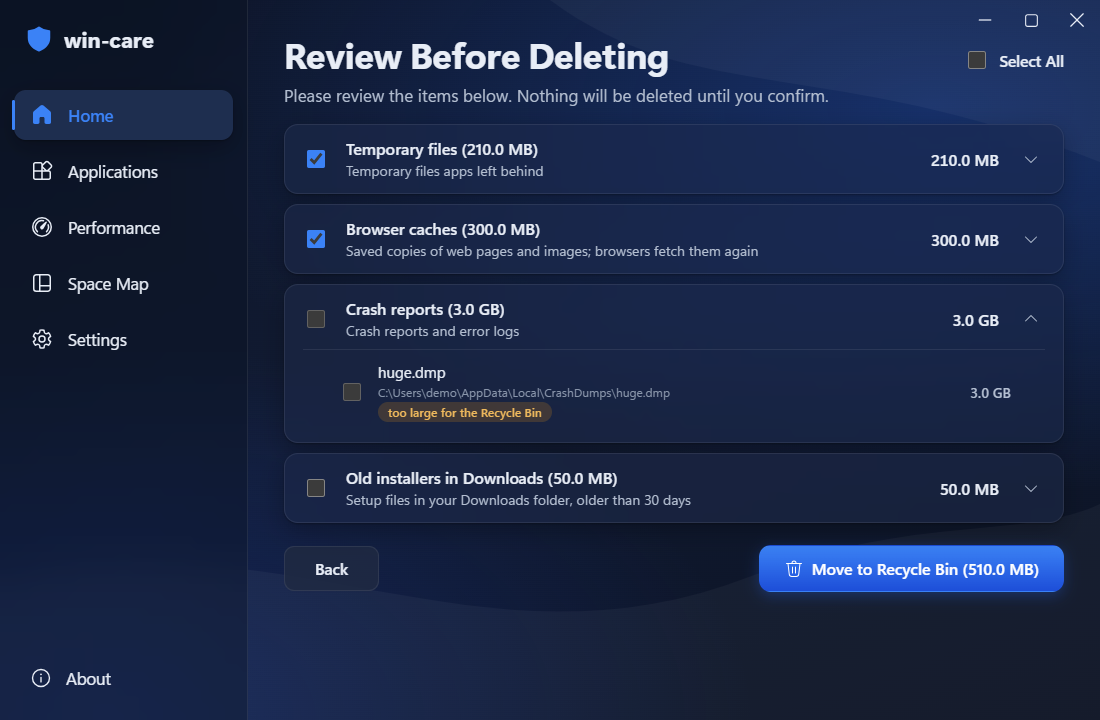 win-care
Home
Applications
Performance
Space Map
Settings
About
Review Before Deleting
Select All
Please review the items below. Nothing will be deleted until you confirm.
Temporary files (210.0 MB)
Temporary files apps left behind
210.0 MB
Browser caches (300.0 MB)
Saved copies of web pages and images; browsers fetch them again
300.0 MB
Crash reports (3.0 GB)
Crash reports and error logs
3.0 GB
huge.dmp
C:\Users\demo\AppData\Local\CrashDumps\huge.dmp
too large for the Recycle Bin
3.0 GB
Old installers in Downloads (50.0 MB)
Setup files in your Downloads folder, older than 30 days
50.0 MB
Back
Move to Recycle Bin (510.0 MB)